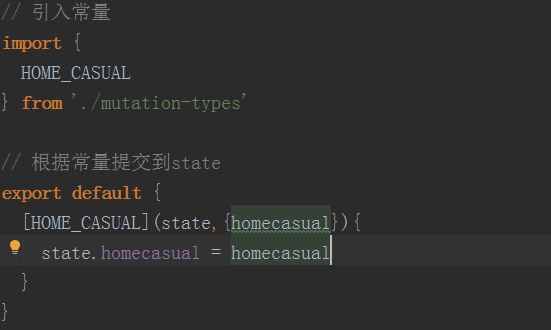 // 引入常量
import {
  HOME_CASUAL
} from './mutation-types'

// 根据常量提交到state
export default {
  [HOME_CASUAL](state,{homecasual}){
    state.homecasual = homecasual
  }
}